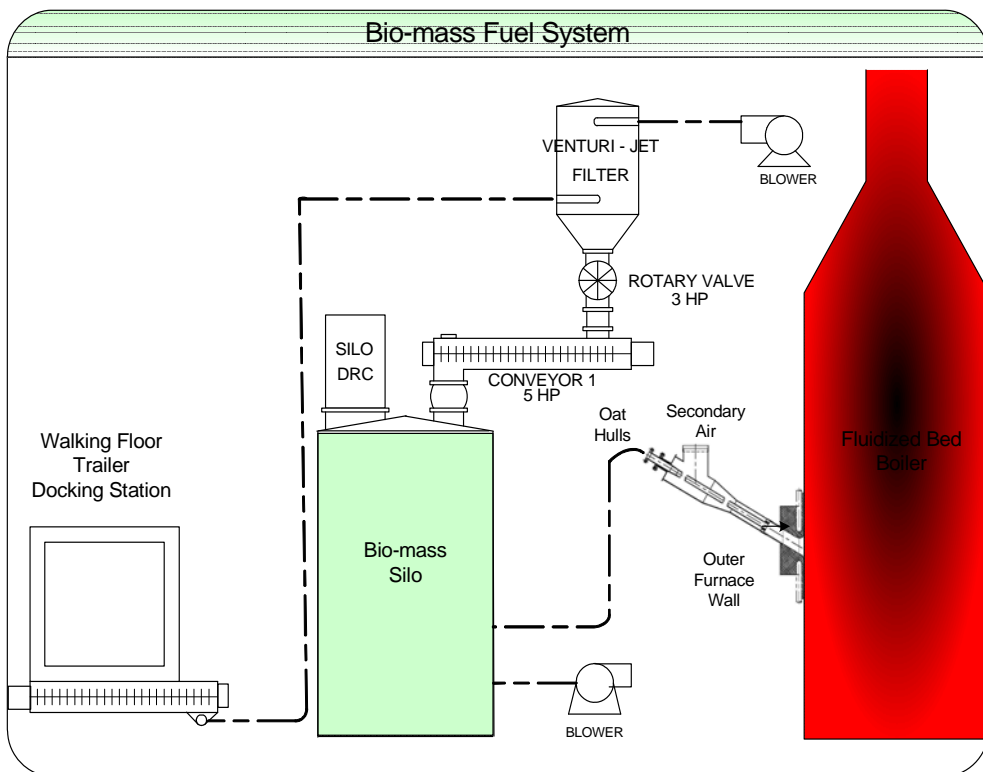 Bio-mass Fuel System
VENTURI - JET
FILTER
BLOWER
ROTARY VALVE
3 HP
SILO
DRC
CONVEYOR 1
5 HP
Oat
Hulls
Secondary
Air
Fluidized Bed
Boiler
Walking Floor
Trailer
Docking Station
Bio-mass
Silo
Outer
Furnace
Wall
BLOWER